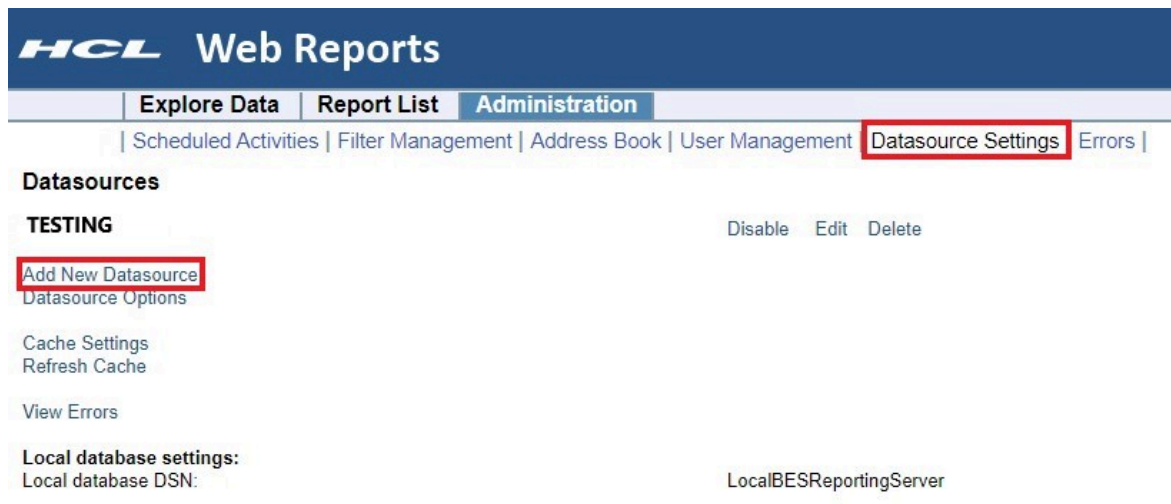 HCL Web Reports
Explore Data | Report List | Administration
| Scheduled Activities | Filter Management | Address Book | User Management | Datasource Settings | Errors |
Datasources
TESTING Disable Edit Delete
Add New Datasource
Datasource Options
Cache Settings
Refresh Cache
View Errors
Local database settings:
Local database DSN: LocalBESReportingServer